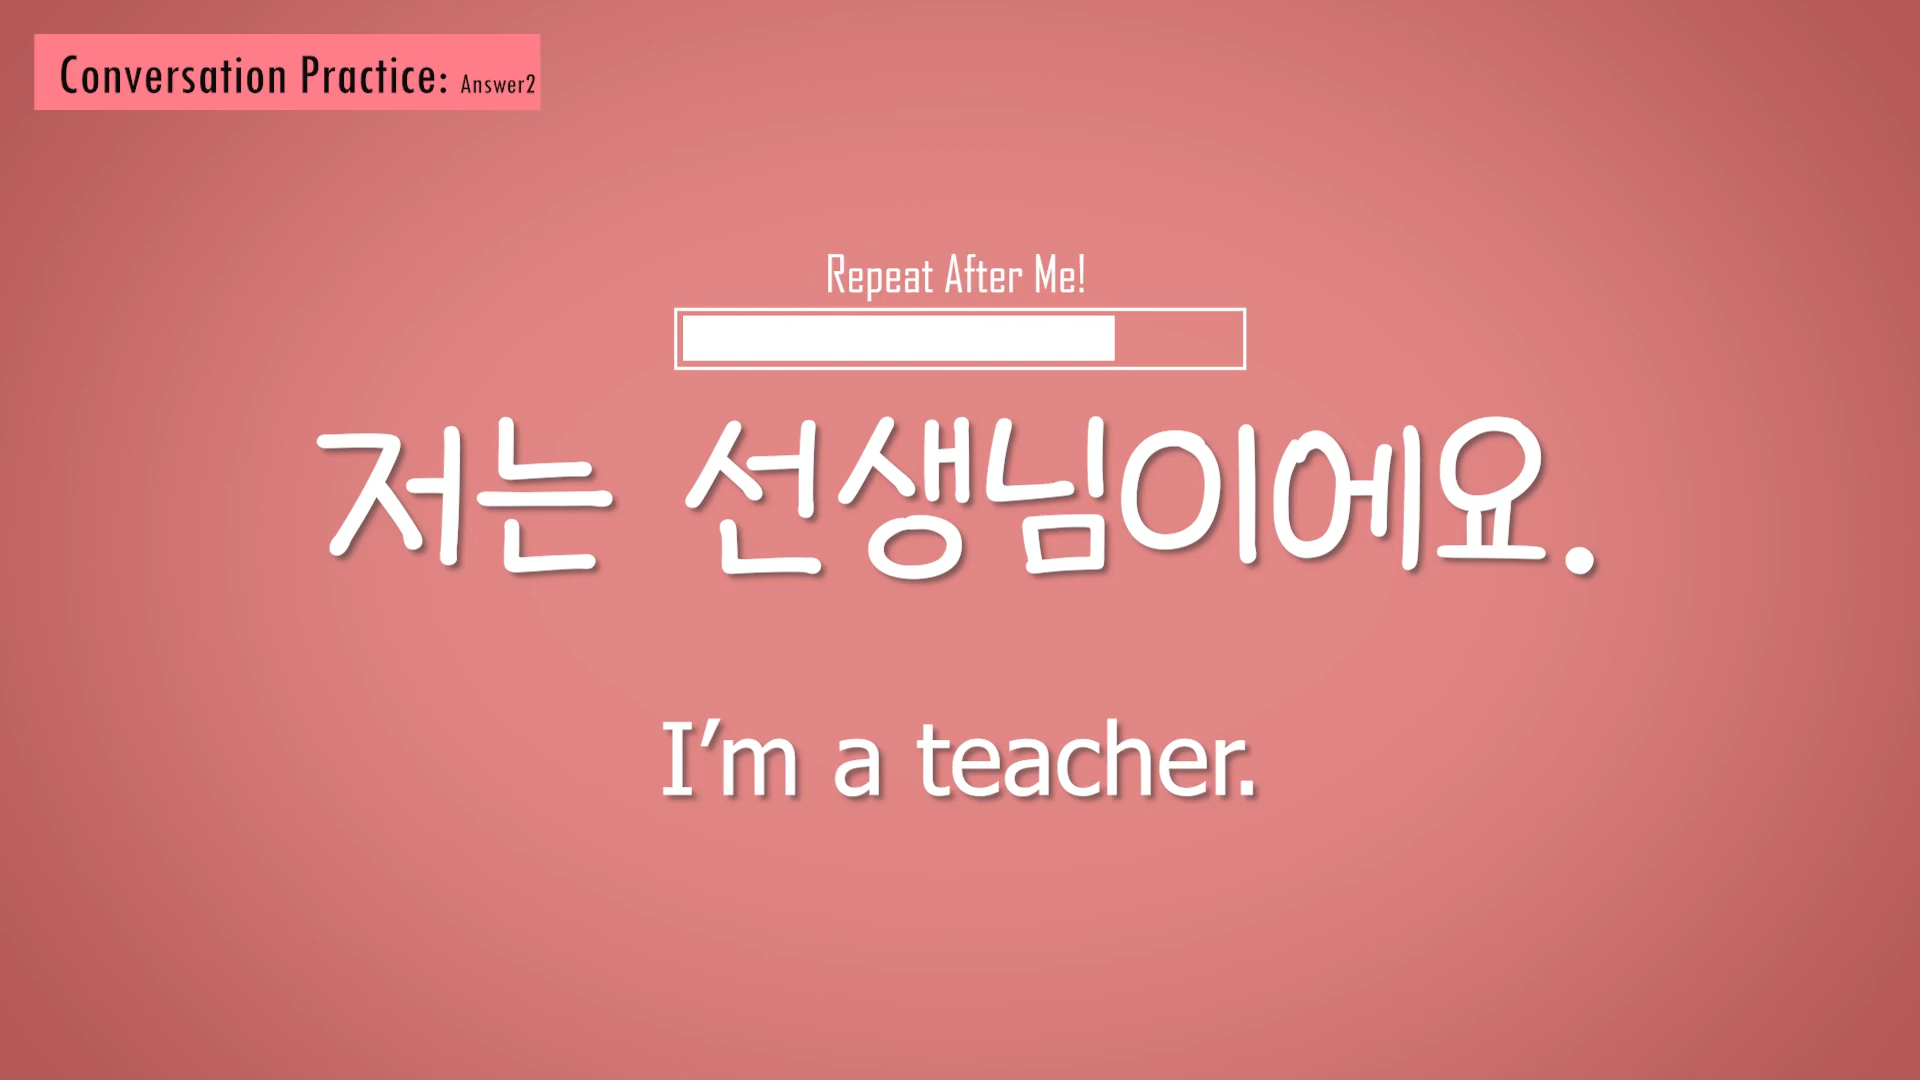 Conversation Practice: Answer2
Repeat After Me!
저는 선생님이에요.
I’m a teacher.